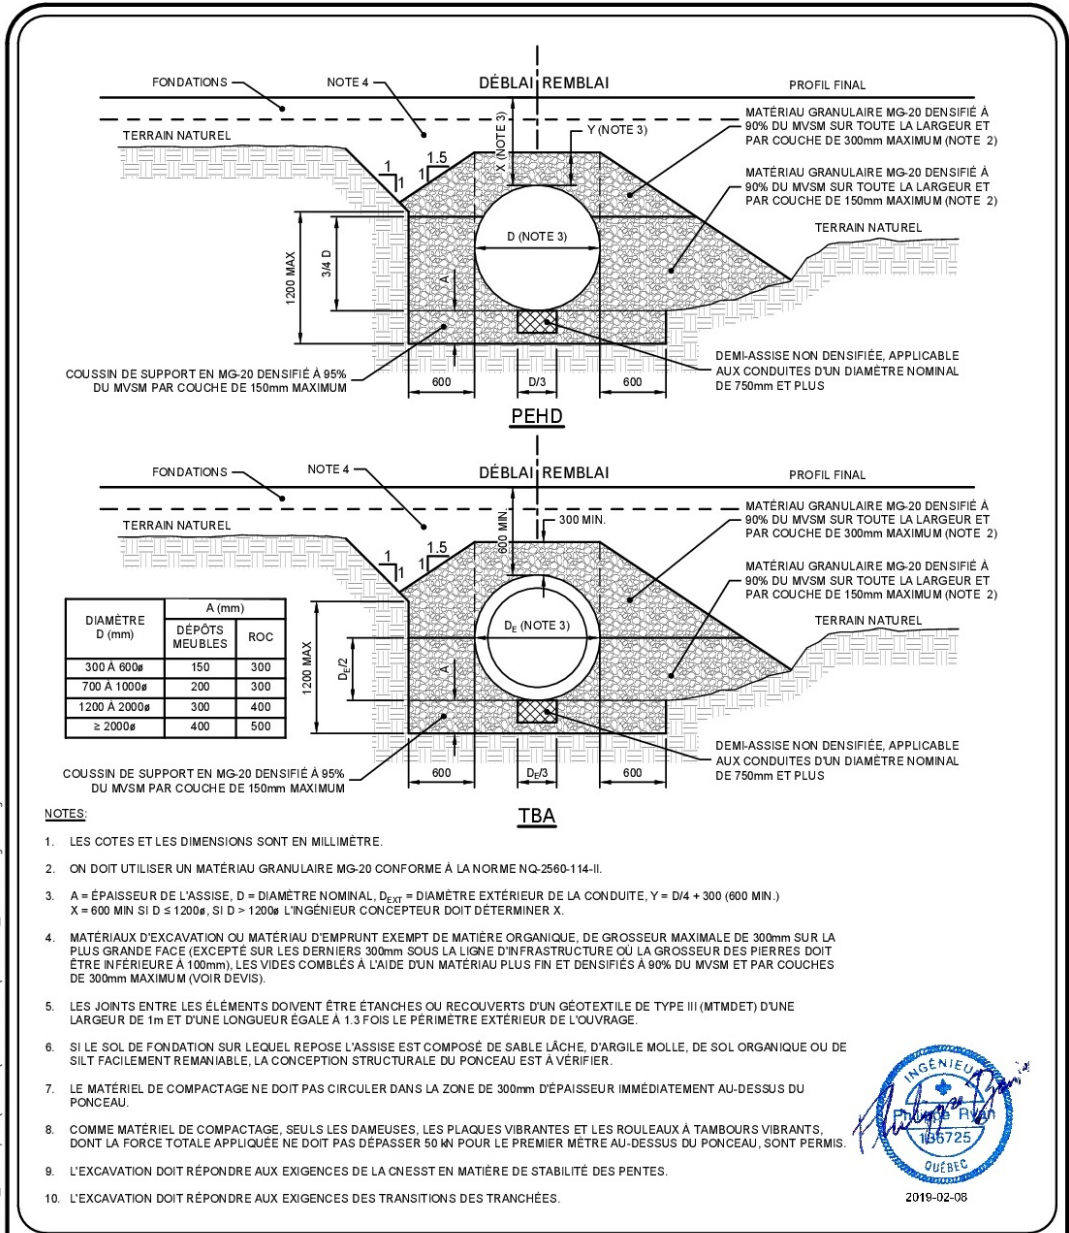 FONDATIONS
NOTE 4
DÉBLAI REMBLAI
PROFIL FINAL
TERRAIN NATUREL
X (NOTE 3)
Y (NOTE 3)
MATÉRIAU GRANULAIRE MG-20 DENSIFIÉ À
90% DU MVSM SUR TOUTE LA LARGEUR ET
PAR COUCHE DE 300mm MAXIMUM (NOTE 2)
1
1
1.5
1
MATÉRIAU GRANULAIRE MG-20 DENSIFIÉ À
90% DU MVSM SUR TOUTE LA LARGEUR ET
PAR COUCHE DE 150mm MAXIMUM (NOTE 2)
TERRAIN NATUREL
1200 MAX
3/4 D
D (NOTE 3)
A
COUSSIN DE SUPPORT EN MG-20 DENSIFIÉ À 95%
DU MVSM PAR COUCHE DE 150mm MAXIMUM
600
D/3
600
DEMI-ASSISE NON DENSIFIÉE, APPLICABLE
AUX CONDUITES D'UN DIAMÈTRE NOMINAL
DE 750mm ET PLUS
PEHD
FONDATIONS
NOTE 4
DÉBLAI REMBLAI
PROFIL FINAL
TERRAIN NATUREL
600 MIN.
300 MIN.
MATÉRIAU GRANULAIRE MG-20 DENSIFIÉ À
90% DU MVSM SUR TOUTE LA LARGEUR ET
PAR COUCHE DE 300mm MAXIMUM (NOTE 2)
1
1
1.5
1
MATÉRIAU GRANULAIRE MG-20 DENSIFIÉ À
90% DU MVSM SUR TOUTE LA LARGEUR ET
PAR COUCHE DE 150mm MAXIMUM (NOTE 2)
TERRAIN NATUREL
DIAMÈTRE D (mm) A (mm)
DÉPÔTS MEUBLES ROC
300 À 600ø 150 300
700 À 1000ø 200 300
1200 À 2000ø 300 400
≥ 2000ø 400 500
1200 MAX
DE/2
DE (NOTE 3)
A
COUSSIN DE SUPPORT EN MG-20 DENSIFIÉ À 95%
DU MVSM PAR COUCHE DE 150mm MAXIMUM
600
DE/3
600
DEMI-ASSISE NON DENSIFIÉE, APPLICABLE
AUX CONDUITES D'UN DIAMÈTRE NOMINAL
DE 750mm ET PLUS
TBA
NOTES:
1. LES COTES ET LES DIMENSIONS SONT EN MILLIMÈTRE.
2. ON DOIT UTILISER UN MATÉRIAU GRANULAIRE MG-20 CONFORME À LA NORME NQ-2560-114-II.
3. A = ÉPAISSEUR DE L'ASSISE, D = DIAMÈTRE NOMINAL, DEXT = DIAMÈTRE EXTÉRIEUR DE LA CONDUITE, Y = D/4 + 300 (600 MIN.)
X = 600 MIN SI D ≤ 1200ø, SI D > 1200ø L'INGÉNIEUR CONCEPTEUR DOIT DÉTERMINER X.
4. MATÉRIAUX D'EXCAVATION OU MATÉRIAU D'EMPRUNT EXEMPT DE MATIÈRE ORGANIQUE, DE GROSSEUR MAXIMALE DE 300mm SUR LA
PLUS GRANDE FACE (EXCEPTÉ SUR LES DERNIERS 300mm SOUS LA LIGNE D'INFRASTRUCTURE OÙ LA GROSSEUR DES PIERRES DOIT
ÊTRE INFÉRIEURE À 100mm), LES VIDES COMBLÉS À L'AIDE D'UN MATÉRIAU PLUS FIN ET DENSIFIÉS À 90% DU MVSM ET PAR COUCHES
DE 300mm MAXIMUM (VOIR DEVIS).
5. LES JOINTS ENTRE LES ÉLÉMENTS DOIVENT ÊTRE ÉTANCHES OU RECOUVERTS D'UN GÉOTEXTILE DE TYPE III (MTMDET) D'UNE
LARGEUR DE 1m ET D'UNE LONGUEUR ÉGALE À 1.3 FOIS LE PÉRIMÈTRE EXTÉRIEUR DE L'OUVRAGE.
6. SI LE SOL DE FONDATION SUR LEQUEL REPOSE L'ASSISE EST COMPOSÉ DE SABLE LÂCHE, D'ARGILE MOLLE, DE SOL ORGANIQUE OU DE
SILT FACILEMENT REMANIABLE, LA CONCEPTION STRUCTURALE DU PONCEAU EST À VÉRIFIER.
7. LE MATÉRIEL DE COMPACTAGE NE DOIT PAS CIRCULER DANS LA ZONE DE 300mm D'ÉPAISSEUR IMMÉDIATEMENT AU-DESSUS DU
PONCEAU.
8. COMME MATÉRIEL DE COMPACTAGE, SEULS LES DAMEUSES, LES PLAQUES VIBRANTES ET LES ROULEAUX À TAMBOURS VIBRANTS,
DONT LA FORCE TOTALE APPLIQUÉE NE DOIT PAS DÉPASSER 50 kN POUR LE PREMIER MÈTRE AU-DESSUS DU PONCEAU, SONT PERMIS.
9. L'EXCAVATION DOIT RÉPONDRE AUX EXIGENCES DE LA CNESST EN MATIÈRE DE STABILITÉ DES PENTES.
10. L'EXCAVATION DOIT RÉPONDRE AUX EXIGENCES DES TRANSITIONS DES TRANCHÉES.
INGÉNIEUR
Philippe Ryan
136725
QUÉBEC
2019-02-08